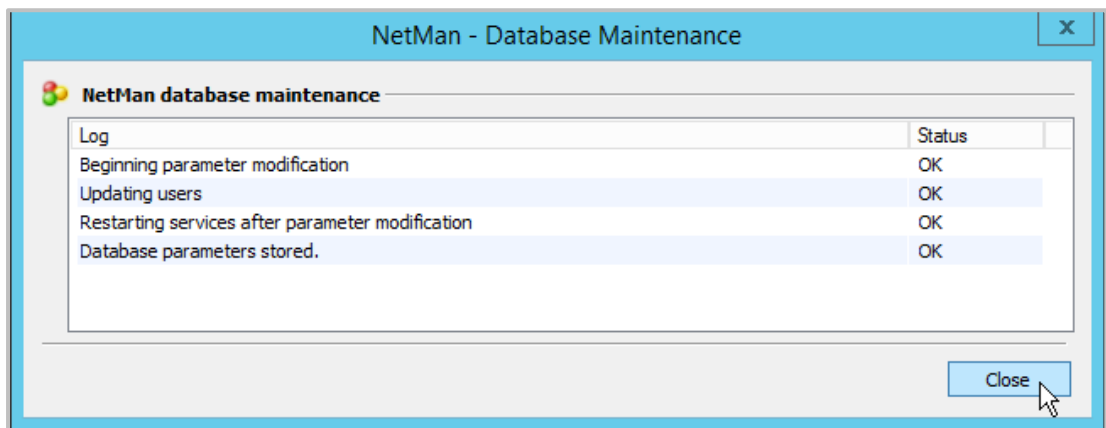 NetMan - Database Maintenance
x
NetMan database maintenance
Log Status
Beginning parameter modification OK
Updating users OK
Restarting services after parameter modification OK
Database parameters stored. OK
Close